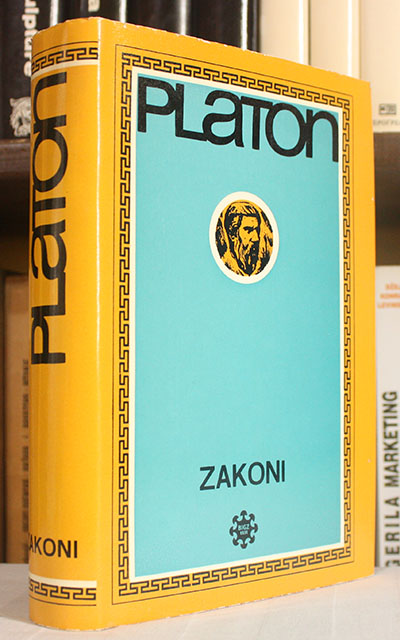 PLATON
ZAKONI
BIGZ
PLATON
ZAKONI
GERILA MARKETING